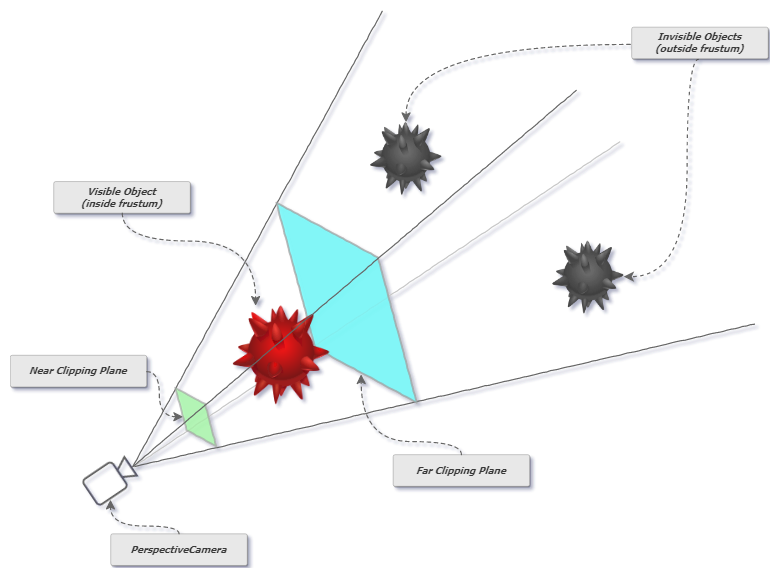 Invisible Objects
(outside frustum)
Visible Object
(inside frustum)
Near Clipping Plane
Far Clipping Plane
PerspectiveCamera